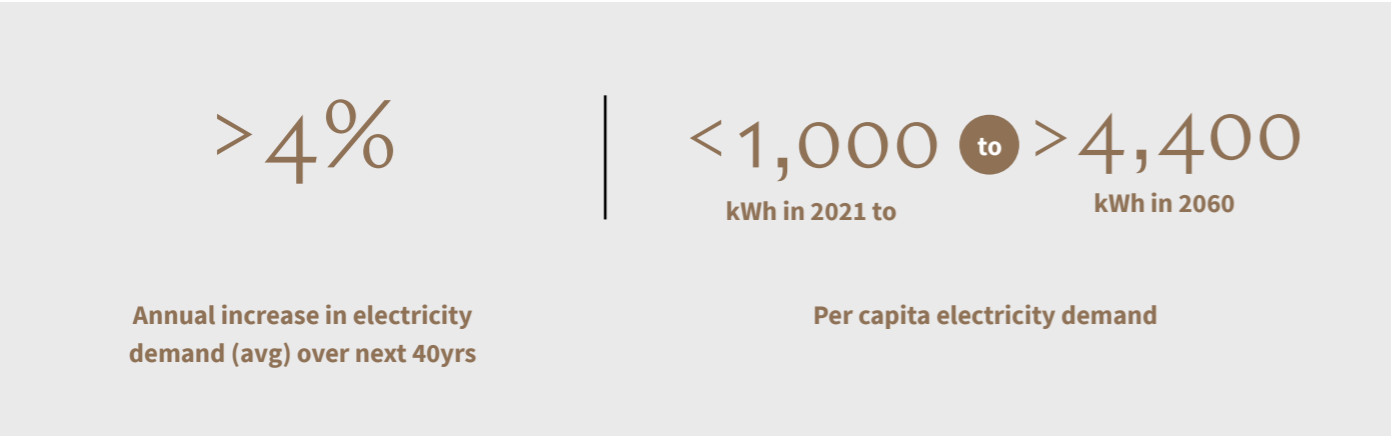 >4%
<1,000 to >4,400
kWh in 2021 to
kWh in 2060
Annual increase in electricity
demand (avg) over next 40yrs
Per capita electricity demand